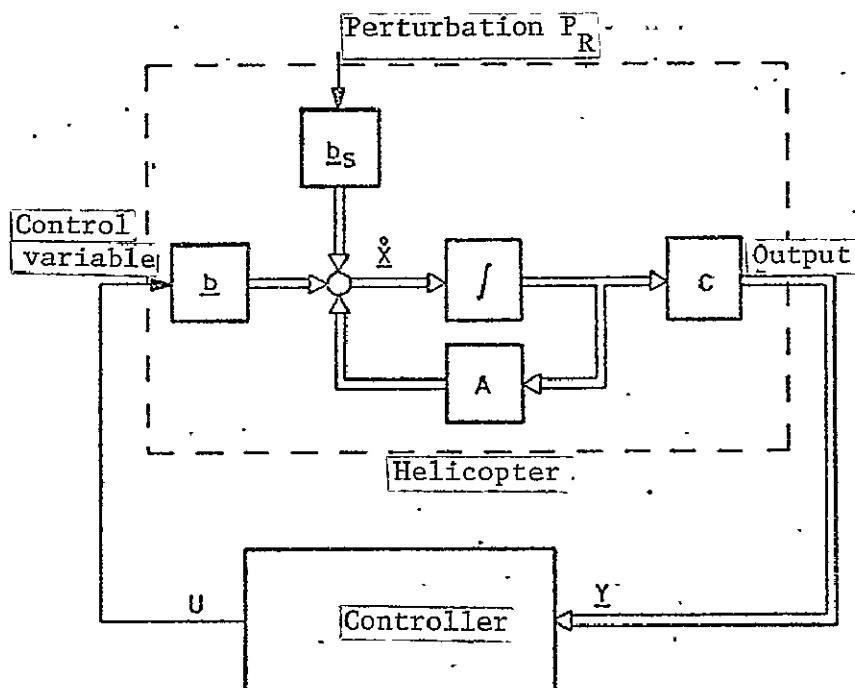 Perturbation P_R
b_S
Control
variable
b
Ẋ
∫
C
Output
A
Helicopter
U
Y
Controller